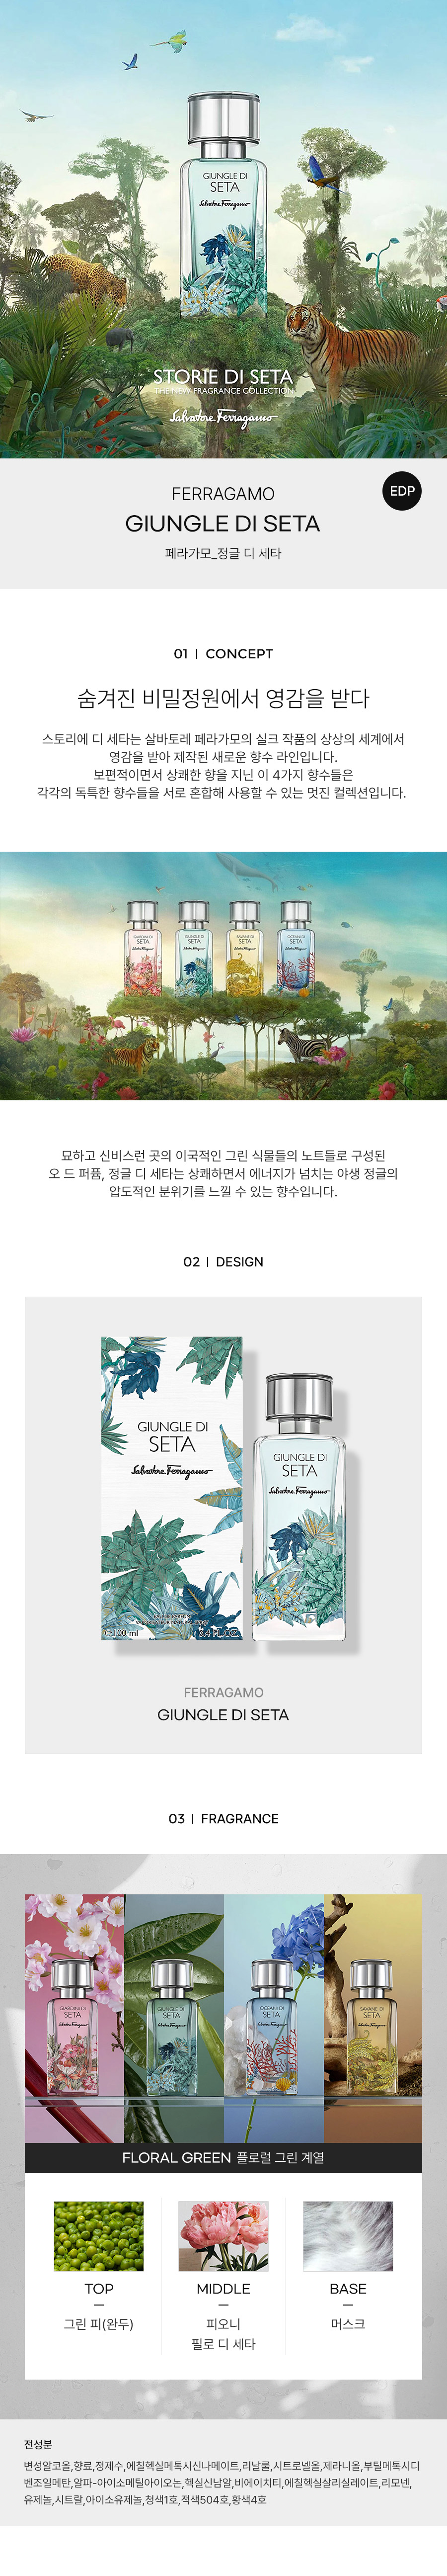 GIUNGLE DI
SETA
Salvatore Ferragamo
STORIE DI SETA
THE NEW FRAGRANCE COLLECTION
Salvatore Ferragamo
EDP
FERRAGAMO
GIUNGLE DI SETA
페라가모_정글 디 세타
01 | CONCEPT
숨겨진 비밀정원에서 영감을 받다
스토리에 디 세타는 살바토레 페라가모의 실크 작품의 상상의 세계에서
영감을 받아 제작된 새로운 향수 라인입니다.
보편적이면서 상쾌한 향을 지닌 이 4가지 향수들은
각각의 독특한 향수들을 서로 혼합해 사용할 수 있는 멋진 컬렉션입니다.
GIARDINI DI
SETA
GIUNGLE DI
SETA
SAVANE DI
SETA
OCEANI DI
SETA
묘하고 신비스런 곳의 이국적인 그린 식물들의 노트들로 구성된
오 드 퍼퓸, 정글 디 세타는 상쾌하면서 에너지가 넘치는 야생 정글의
압도적인 분위기를 느낄 수 있는 향수입니다.
02 | DESIGN
GIUNGLE DI
SETA
Salvatore Ferragamo
100 ml
3.4 FL.OZ.
GIUNGLE DI
SETA
Salvatore Ferragamo
FERRAGAMO
GIUNGLE DI SETA
03 | FRAGRANCE
GIARDINI DI
SETA
GIUNGLE DI
SETA
OCEANI DI
SETA
SAVANE DI
SETA
FLORAL GREEN 플로럴 그린 계열
TOP
그린 피(완두)
MIDDLE
피오니
필로 디 세타
BASE
머스크
전성분
변성알코올,향료,정제수,에칠헥실메톡시신나메이트,리날룰,시트로넬올,제라니올,부틸메톡시디
벤조일메탄,알파-아이소메틸아이오논,헥실신남알,비에이치티,에칠헥실살리실레이트,리모넨,
유제놀,시트랄,아이소유제놀,청색1호,적색504호,황색4호